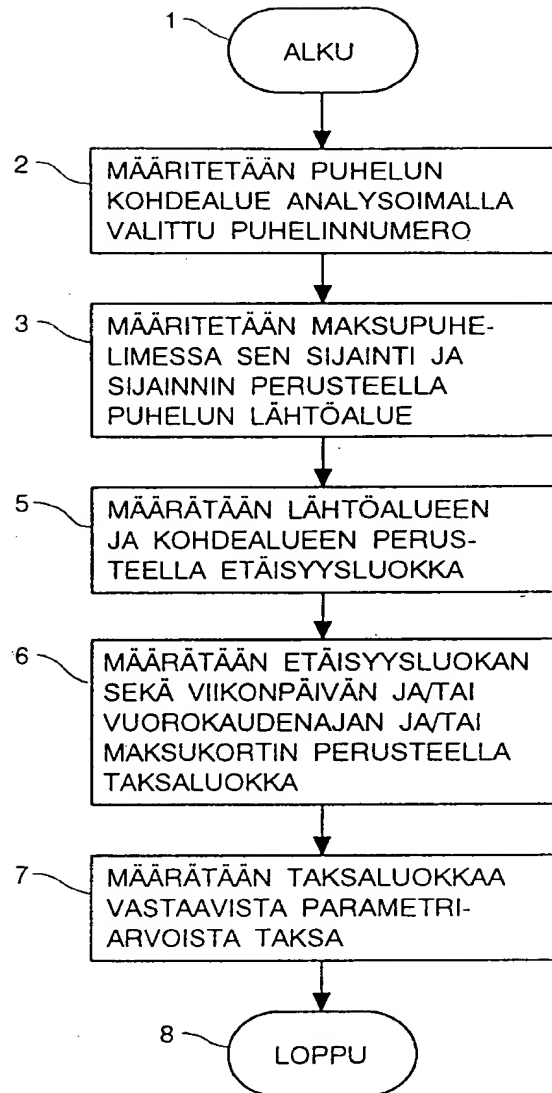 1
ALKU
2
MÄÄRITETÄÄN PUHELUN
KOHDEALUE ANALYSOIMALLA
VALITTU PUHELINNUMERO
3
MÄÄRITETÄÄN MAKSUPUHE-
LIMESSA SEN SIJAINTI JA
SIJAINNIN PERUSTEELLA
PUHELUN LÄHTÖALUE
5
MÄÄRÄTÄÄN LÄHTÖALUEEN
JA KOHDEALUEEN PERUS-
TEELLA ETÄISYYSLUOKKA
6
MÄÄRÄTÄÄN ETÄISYYSLUOKAN
SEKÄ VIIKONPÄIVÄN JA/TAI
VUOROKAUDENAJAN JA/TAI
MAKSUKORTIN PERUSTEELLA
TAKSALUOKKA
7
MÄÄRÄTÄÄN TAKSALUOKKAA
VASTAAVISTA PARAMETRI-
ARVOISTA TAKSA
8
LOPPU